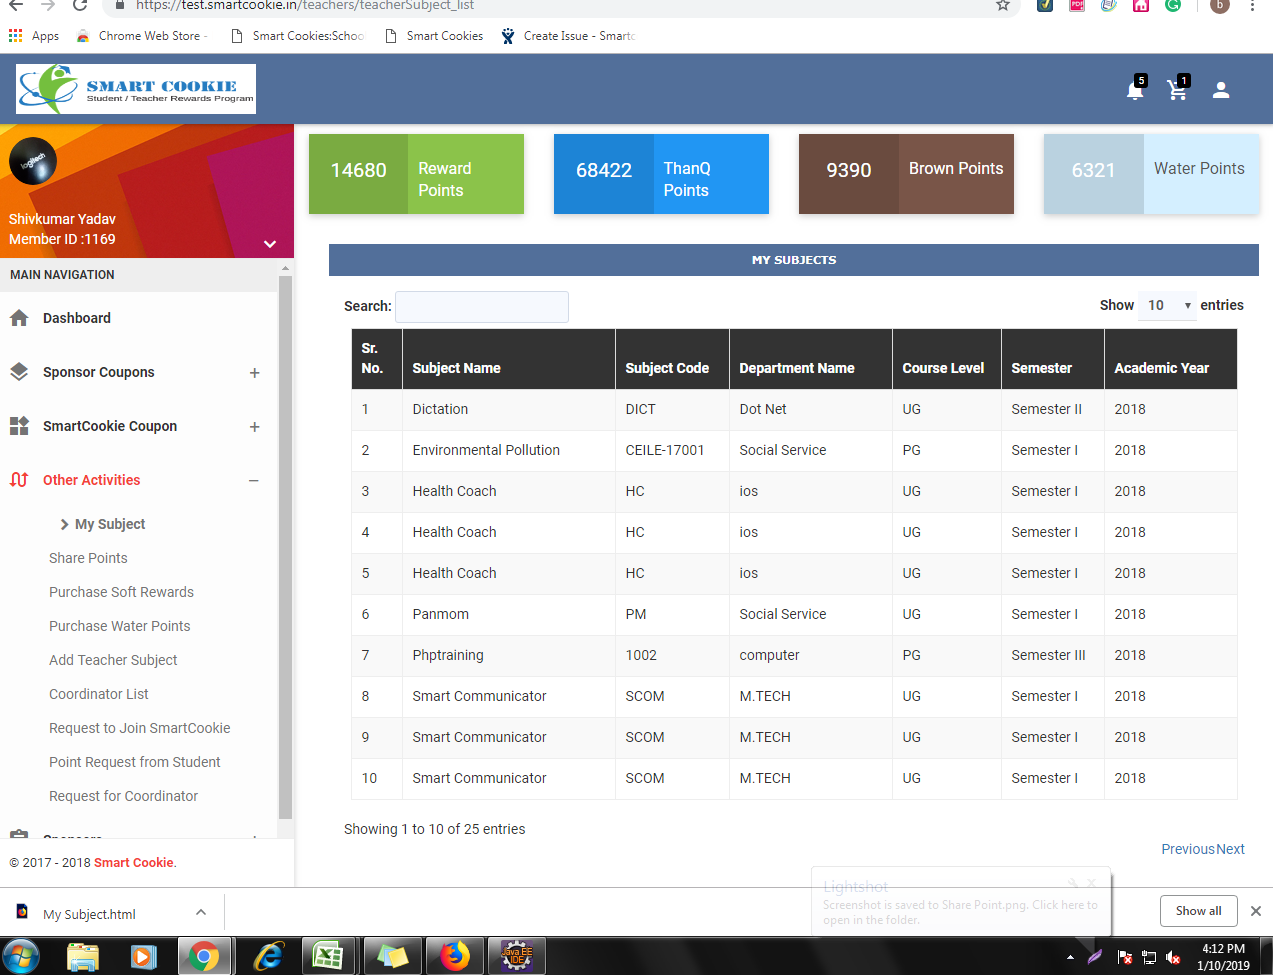 https://test.smartcookie.in/teachers/teacherSubject_list
b
Apps
Chrome Web Store -
Smart Cookies:Schoo
Smart Cookies
Create Issue - Smart
SMART COOKIE
Student / Teacher Rewards Program
5
1
logitech
Shivkumar Yadav
Member ID :1169
14680 Reward Points
68422 ThanQ Points
9390 Brown Points
6321 Water Points
MAIN NAVIGATION
Dashboard
Sponsor Coupons +
SmartCookie Coupon +
Other Activities −
My Subject
Share Points
Purchase Soft Rewards
Purchase Water Points
Add Teacher Subject
Coordinator List
Request to Join SmartCookie
Point Request from Student
Request for Coordinator
Sponsors
© 2017 - 2018 Smart Cookie.
MY SUBJECTS
Search:
Show 10 entries
Sr. No. Subject Name Subject Code Department Name Course Level Semester Academic Year
1 Dictation DICT Dot Net UG Semester II 2018
2 Environmental Pollution CEILE-17001 Social Service PG Semester I 2018
3 Health Coach HC ios UG Semester I 2018
4 Health Coach HC ios UG Semester I 2018
5 Health Coach HC ios UG Semester I 2018
6 Panmom PM Social Service UG Semester I 2018
7 Phptraining 1002 computer PG Semester III 2018
8 Smart Communicator SCOM M.TECH UG Semester I 2018
9 Smart Communicator SCOM M.TECH UG Semester I 2018
10 Smart Communicator SCOM M.TECH UG Semester I 2018
Showing 1 to 10 of 25 entries
Previous Next
Lightshot
Screenshot is saved to Share Point.png. Click here to
open in the folder.
My Subject.html
Show all
Java EE
IDE
4:12 PM
1/10/2019